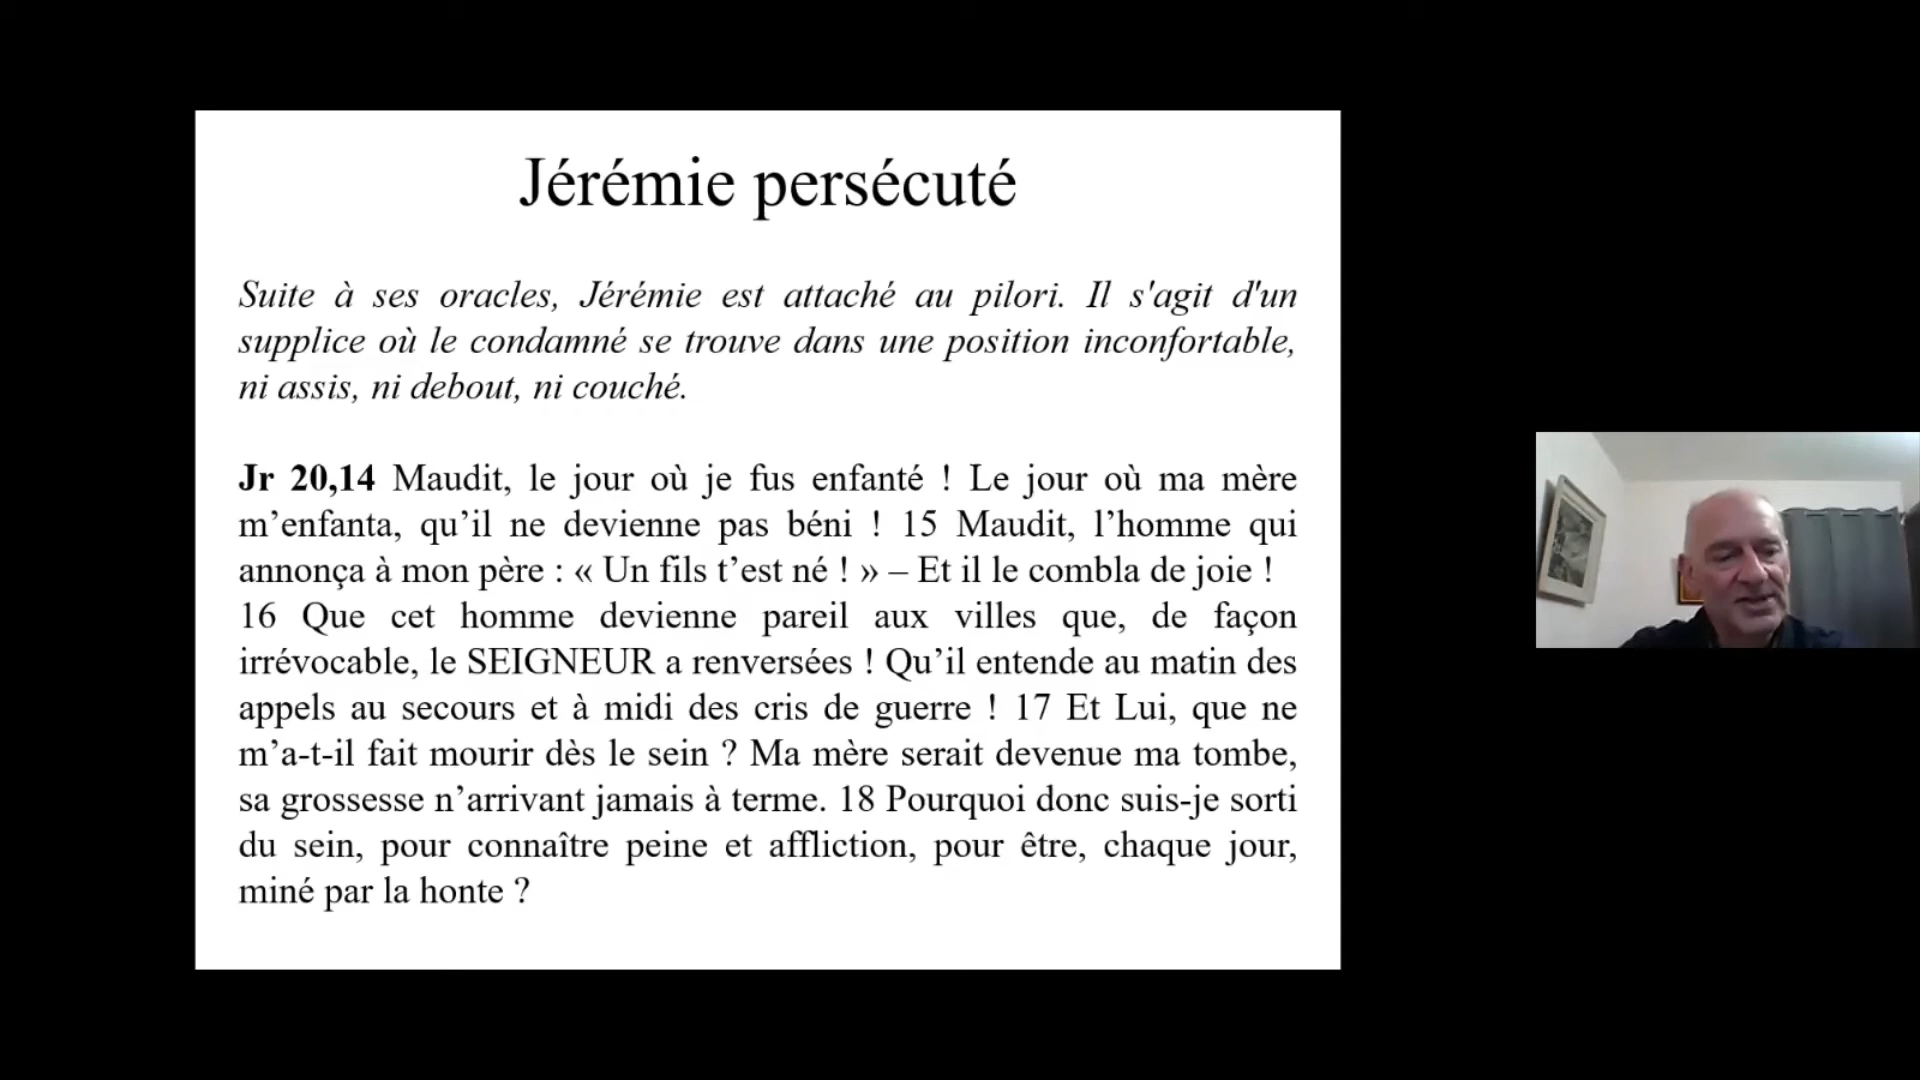 Jérémie persécuté
Suite à ses oracles, Jérémie est attaché au pilori. Il s'agit d'un
supplice où le condamné se trouve dans une position inconfortable,
ni assis, ni debout, ni couché.
Jr 20,14 Maudit, le jour où je fus enfanté ! Le jour où ma mère
m’enfanta, qu’il ne devienne pas béni ! 15 Maudit, l’homme qui
annonça à mon père : « Un fils t’est né ! » – Et il le combla de joie !
16 Que cet homme devienne pareil aux villes que, de façon
irrévocable, le SEIGNEUR a renversées ! Qu’il entende au matin des
appels au secours et à midi des cris de guerre ! 17 Et Lui, que ne
m’a-t-il fait mourir dès le sein ? Ma mère serait devenue ma tombe,
sa grossesse n’arrivant jamais à terme. 18 Pourquoi donc suis-je sorti
du sein, pour connaître peine et affliction, pour être, chaque jour,
miné par la honte ?